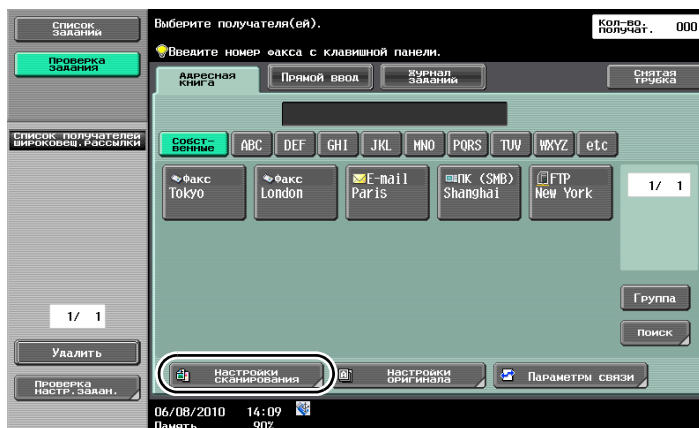 Список
заданий
Проверка
задания
Список получателей
широковещ.рассылки
1/ 1
Удалить
Проверка
настр.задан.
Выберите получателя(ей).
Кол-во.
получат. 000
Введите номер факса с клавишной панели.
Адресная
книга
Прямой ввод
Журнал
заданий
Снятая
трубка
Собст-
венные
ABC
DEF
GHI
JKL
MNO
PQRS
TUV
WXYZ
etc
Факс
Tokyo
Факс
London
E-mail
Paris
ПК (SMB)
Shanghai
FTP
New York
1/ 1
Группа
Поиск
Настройки
сканирования
Настройки
оригинала
Параметры связи
06/08/2010 14:09
Память 90%